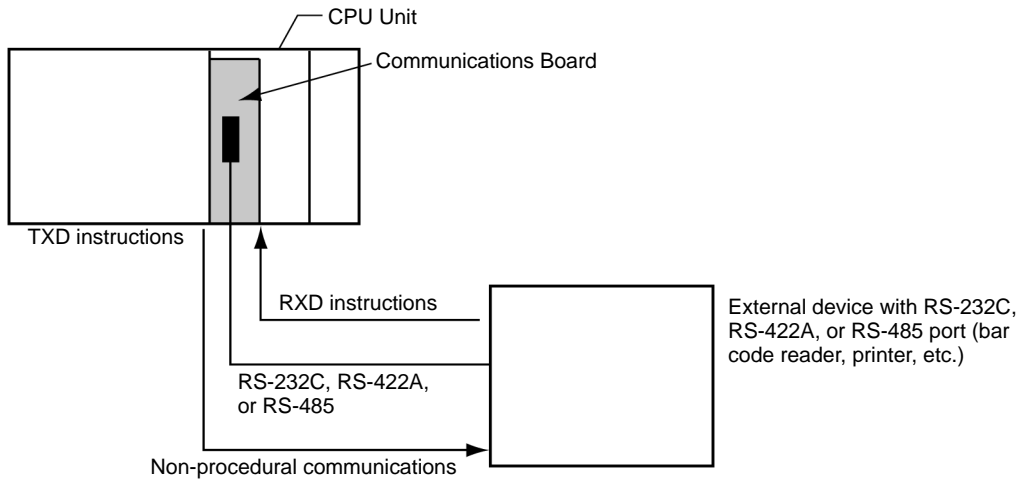 CPU Unit
Communications Board
TXD instructions
RXD instructions
External device with RS-232C,
RS-422A, or RS-485 port (bar
code reader, printer, etc.)
RS-232C, RS-422A,
or RS-485
Non-procedural communications